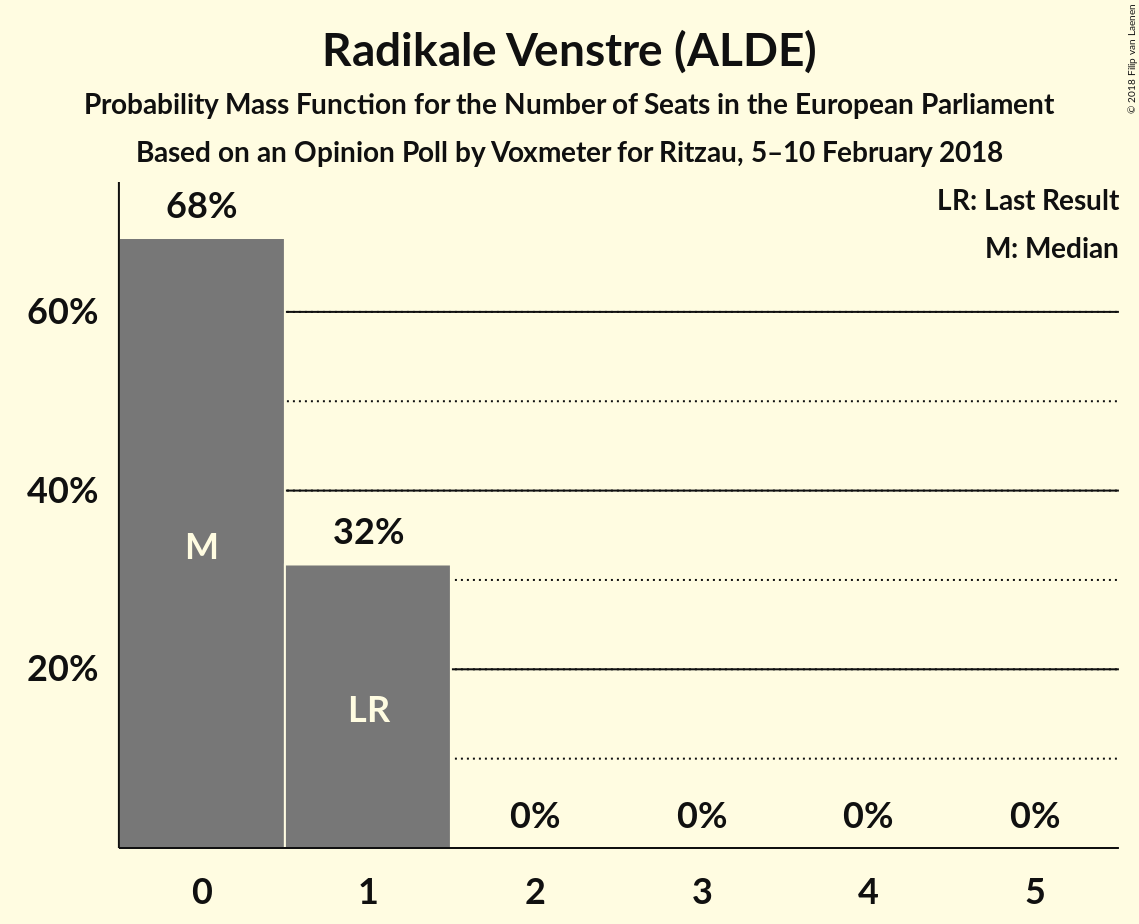 Radikale Venstre (ALDE)
Probability Mass Function for the Number of Seats in the European Parliament
Based on an Opinion Poll by Voxmeter for Ritzau, 5–10 February 2018
© 2018 Filip van Laenen
LR: Last Result
M: Median
68%
60%
40%
20%
32%
M
LR
0%
0%
0%
0%
0
1
2
3
4
5